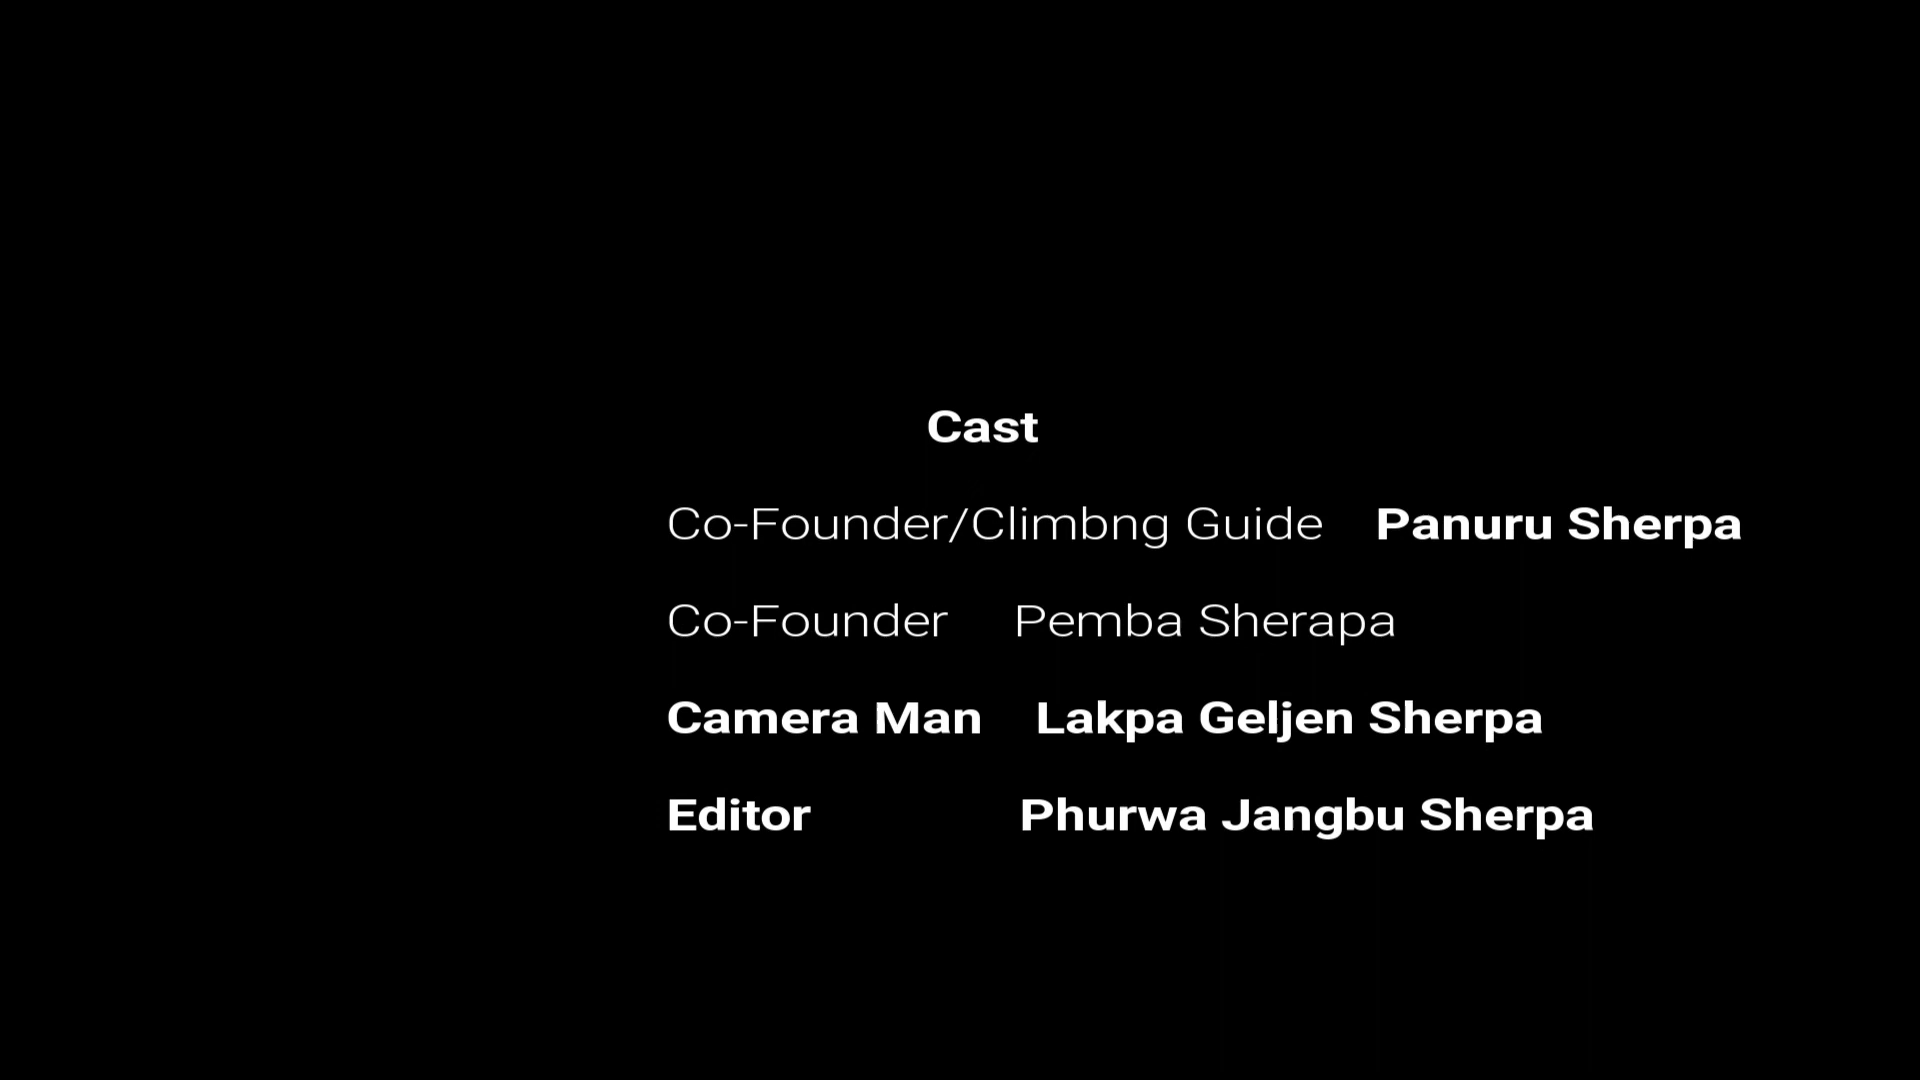 Cast
Co-Founder/Climbng Guide Panuru Sherpa
Co-Founder Pemba Sherapa
Camera Man Lakpa Geljen Sherpa
Editor Phurwa Jangbu Sherpa